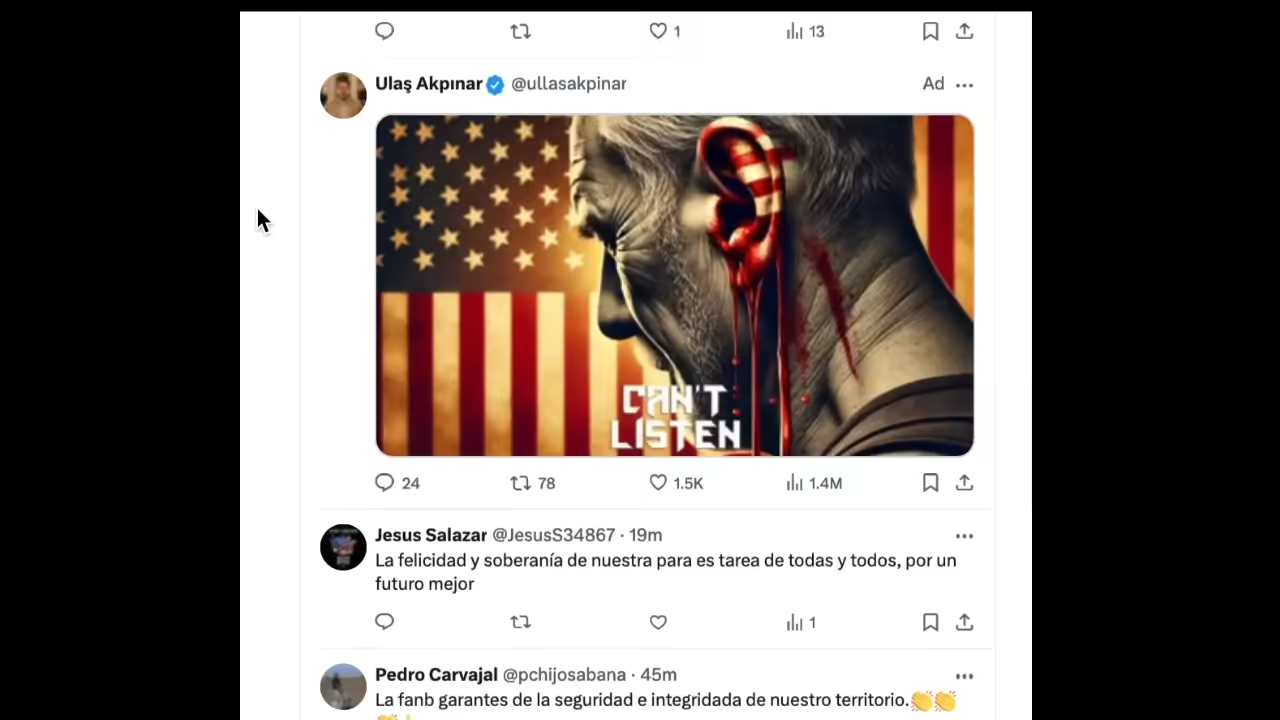 1 13
Ulaş Akpınar @ullasakpinar Ad
CAN'T
LISTEN
24 78 1.5K 1.4M
Jesus Salazar @JesusS34867 · 19m
La felicidad y soberanía de nuestra para es tarea de todas y todos, por un
futuro mejor
1
Pedro Carvajal @pchijosabana · 45m
La fanb garantes de la seguridad e integridada de nuestro territorio.👏👏